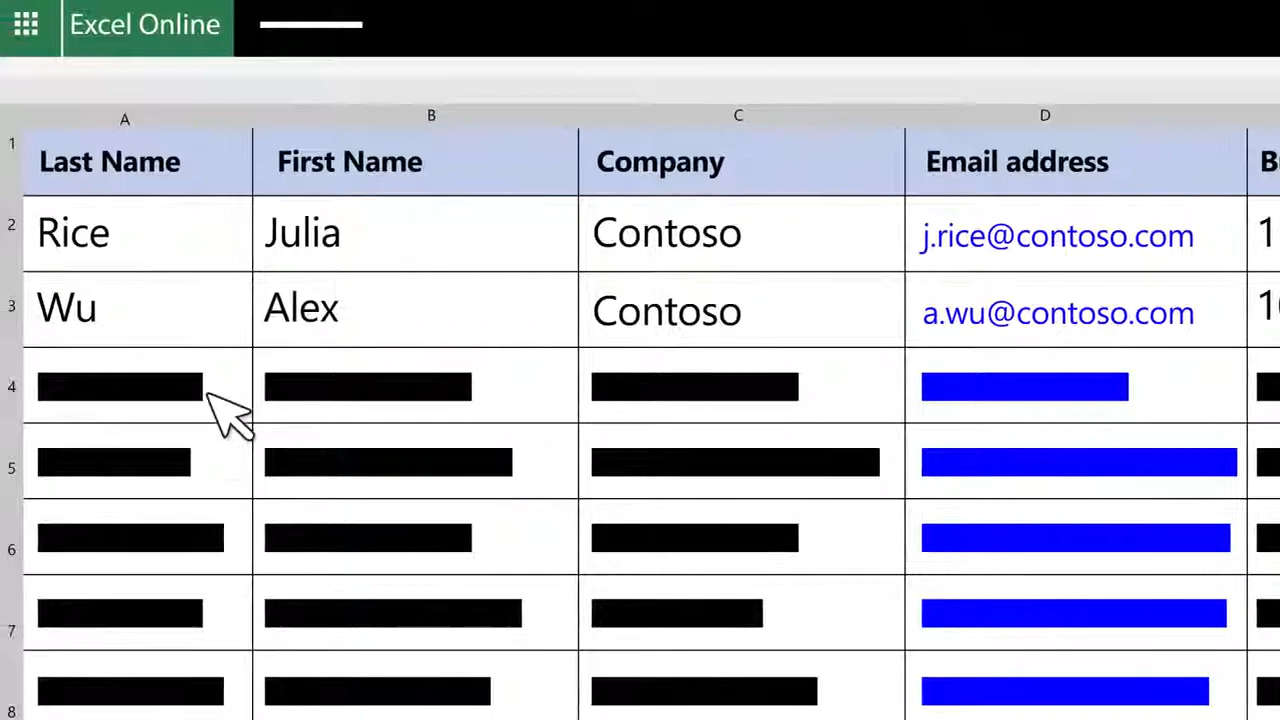 Excel Online
A B C D
1 Last Name First Name Company Email address
2 Rice Julia Contoso j.rice@contoso.com
3 Wu Alex Contoso a.wu@contoso.com
4
5
6
7
8